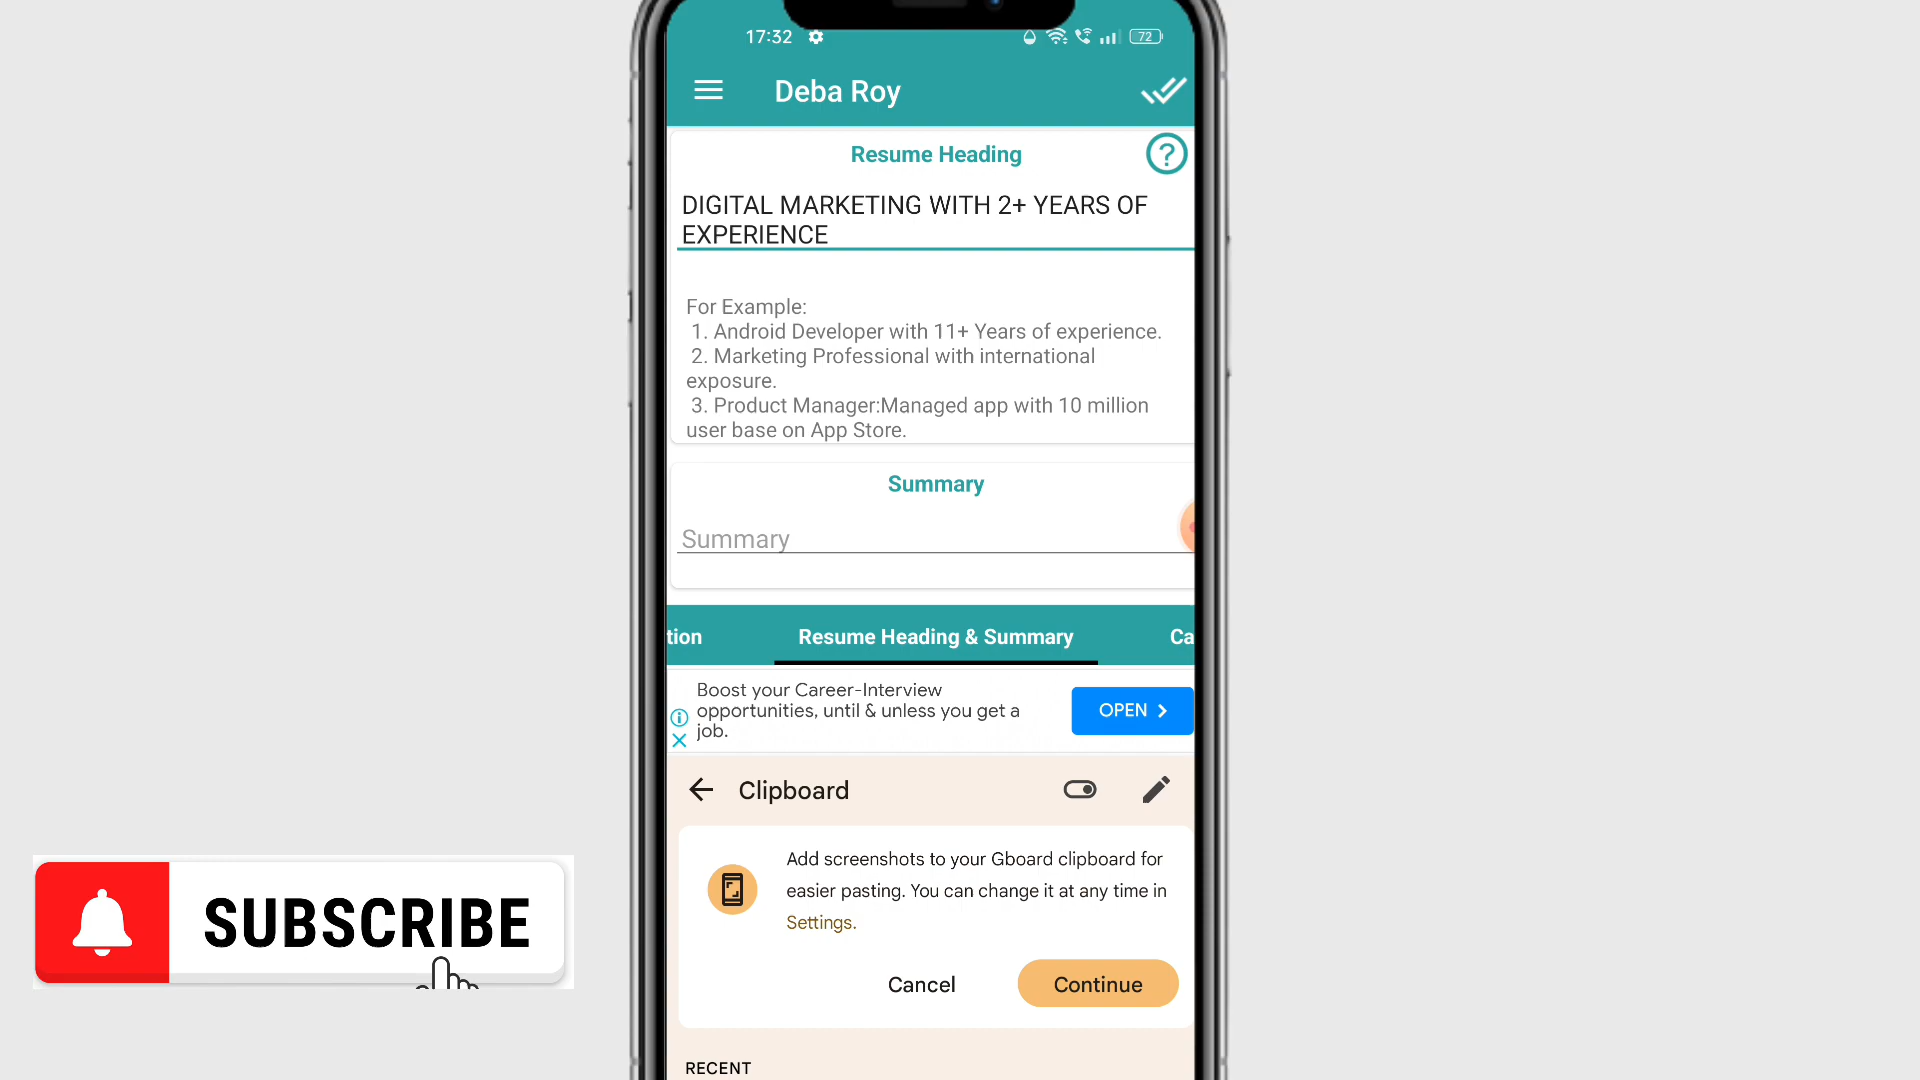 17:32
72
Deba Roy
Resume Heading
?
DIGITAL MARKETING WITH 2+ YEARS OF
EXPERIENCE
For Example:
1. Android Developer with 11+ Years of experience.
2. Marketing Professional with international
exposure.
3. Product Manager:Managed app with 10 million
user base on App Store.
Summary
Summary
tion Resume Heading & Summary Ca
Boost your Career-Interview
opportunities, until & unless you get a
job.
OPEN
Clipboard
Add screenshots to your Gboard clipboard for
easier pasting. You can change it at any time in
Settings.
Cancel Continue
RECENT
SUBSCRIBE